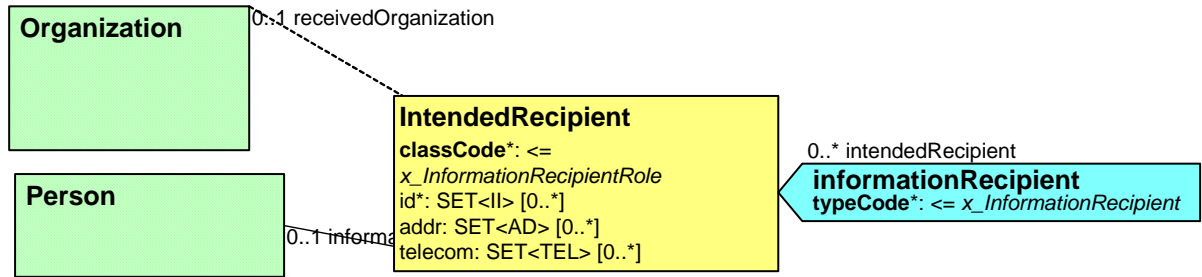 Organization
0..1 receivedOrganization
IntendedRecipient
classCode*: <=
x_InformationRecipientRole
id*: SET<II> [0..*]
addr: SET<AD> [0..*]
telecom: SET<TEL> [0..*]
0..* intendedRecipient
informationRecipient
typeCode*: <= x_InformationRecipient
Person
0..1 informa